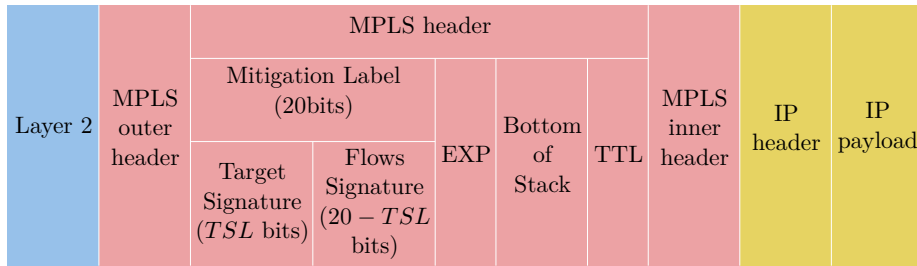 Layer 2
MPLS
outer
header
MPLS header
Mitigation Label
(20bits)
Target
Signature
(TSL bits)
Flows
Signature
(20 − TSL
bits)
EXP
Bottom
of
Stack
TTL
MPLS
inner
header
IP
header
IP
payload